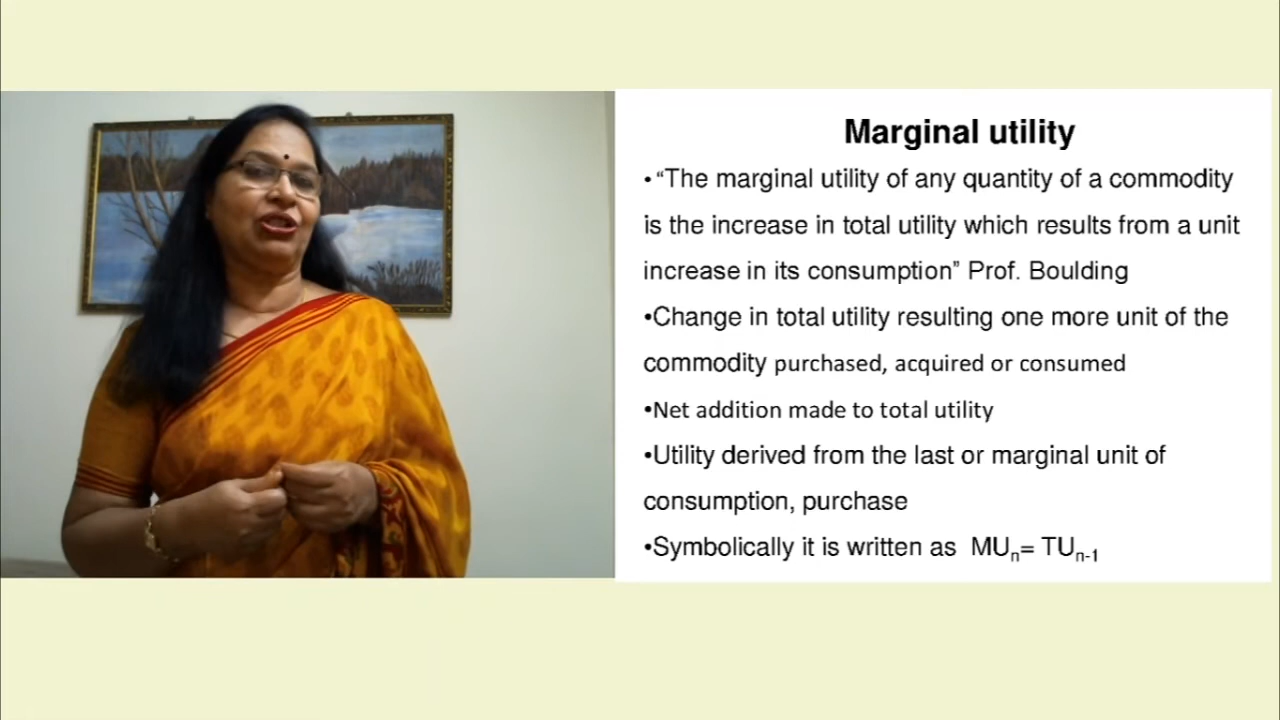 Marginal utility
• “The marginal utility of any quantity of a commodity
is the increase in total utility which results from a unit
increase in its consumption” Prof. Boulding
•Change in total utility resulting one more unit of the
commodity purchased, acquired or consumed
•Net addition made to total utility
•Utility derived from the last or marginal unit of
consumption, purchase
•Symbolically it is written as MUn= TUn-1